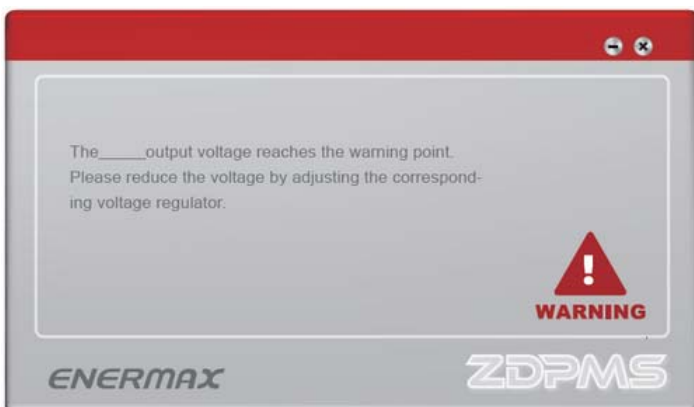 The_____output voltage reaches the warning point.
Please reduce the voltage by adjusting the correspond-
ing voltage regulator.
WARNING
ENERMAX
ZDPMS